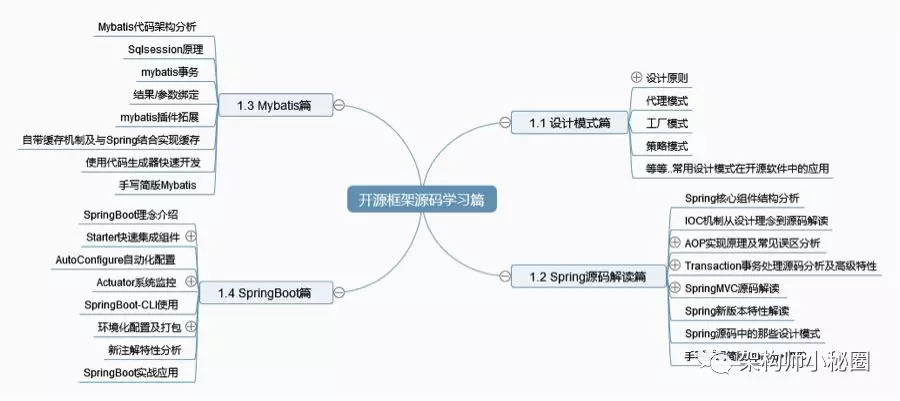 开源框架源码学习篇
1.1 设计模式篇
设计原则
代理模式
工厂模式
策略模式
等等..常用设计模式在开源软件中的应用
1.2 Spring源码解读篇
Spring核心组件结构分析
IOC机制从设计理念到源码解读
AOP实现原理及常见误区分析
Transaction事务处理源码分析及高级特性
SpringMVC源码解读
Spring新版本特性解读
Spring源码中的那些设计模式
手
1.3 Mybatis篇
Mybatis代码架构分析
Sqlsession原理
mybatis事务
结果/参数绑定
mybatis插件拓展
自带缓存机制及与Spring结合实现缓存
使用代码生成器快速开发
手写简版Mybatis
1.4 SpringBoot篇
SpringBoot理念介绍
Starter快速集成组件
AutoConfigure自动化配置
Actuator系统监控
SpringBoot-CLI使用
环境化配置及打包
新注解特性分析
SpringBoot实战应用
架构师小秘圈